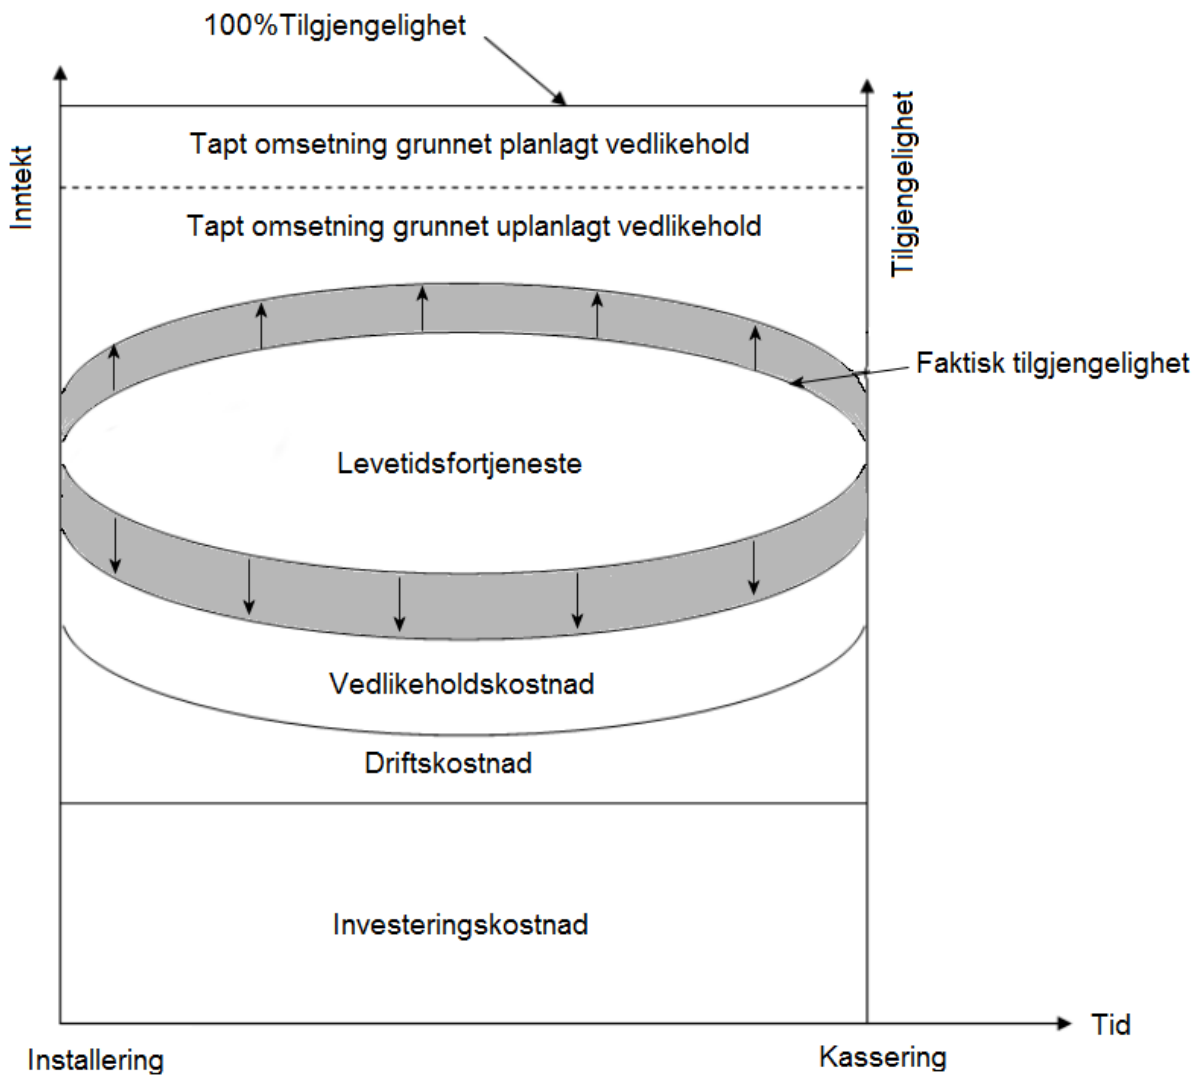 100%Tilgjengelighet
Inntekt
Tilgjengelighet
Tapt omsetning grunnet planlagt vedlikehold
Tapt omsetning grunnet uplanlagt vedlikehold
Faktisk tilgjengelighet
Levetidsfortjeneste
Vedlikeholdskostnad
Driftskostnad
Investeringskostnad
Tid
Installering
Kassering